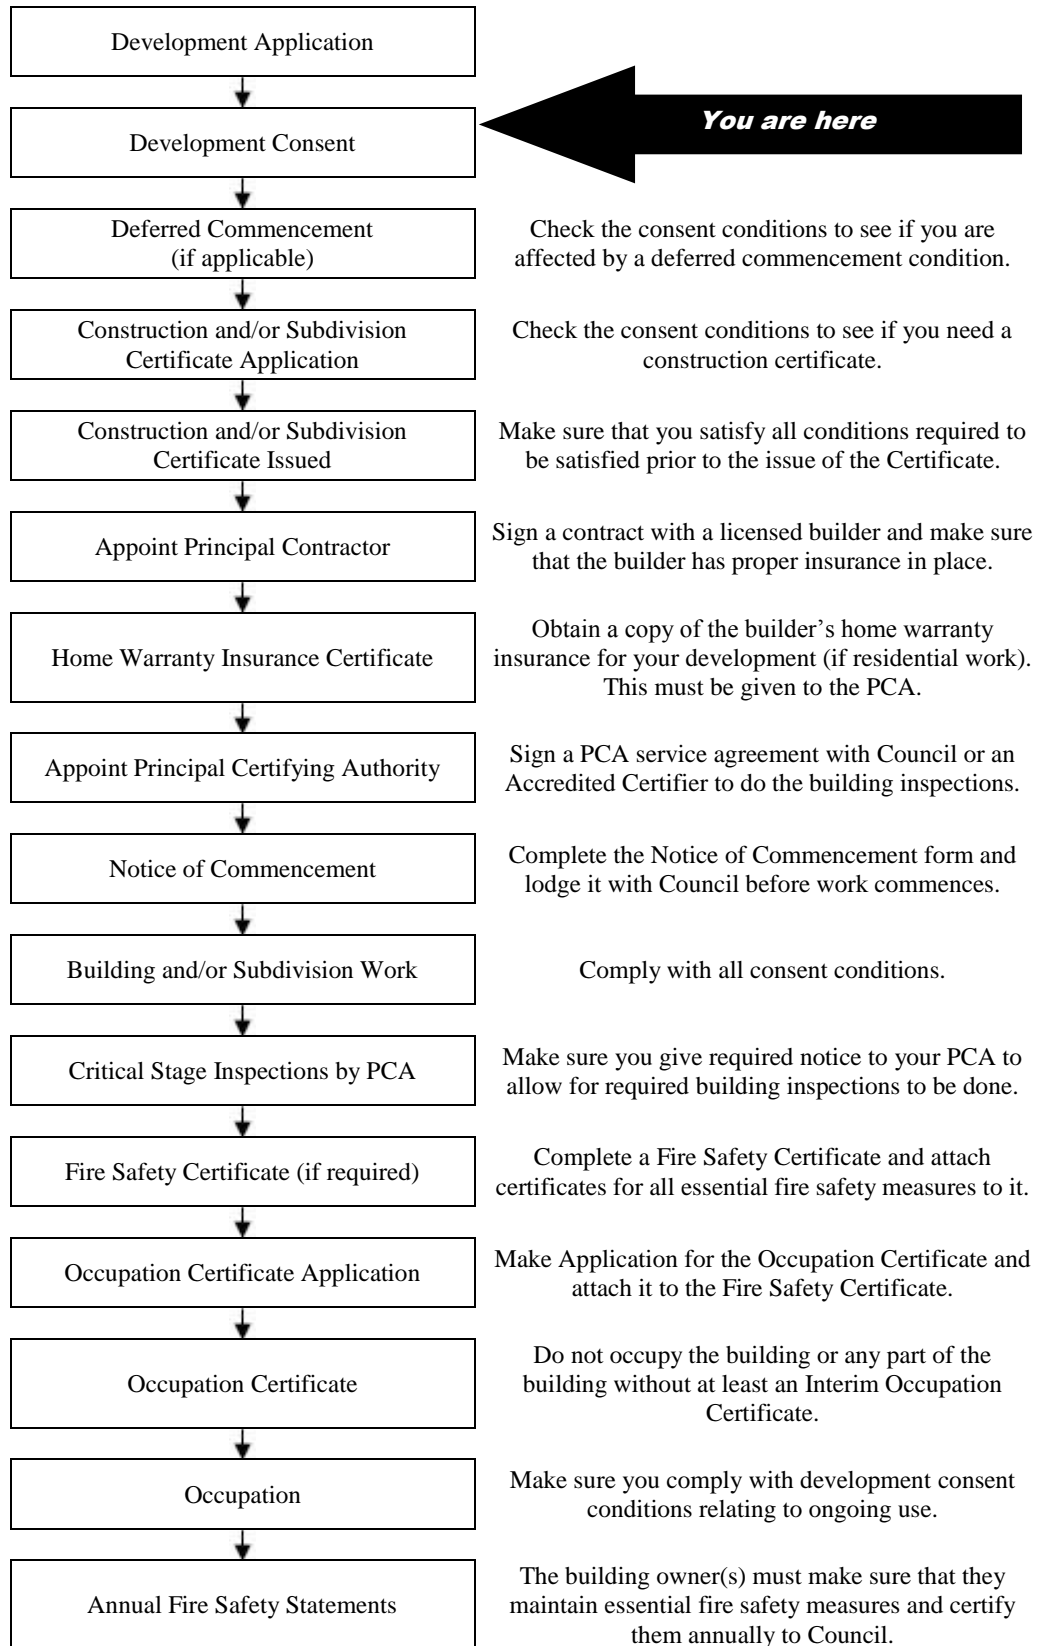 Development Application
Development Consent
You are here
Deferred Commencement
(if applicable)
Check the consent conditions to see if you are
affected by a deferred commencement condition.
Construction and/or Subdivision
Certificate Application
Check the consent conditions to see if you need a
construction certificate.
Construction and/or Subdivision
Certificate Issued
Make sure that you satisfy all conditions required to
be satisfied prior to the issue of the Certificate.
Appoint Principal Contractor
Sign a contract with a licensed builder and make sure
that the builder has proper insurance in place.
Home Warranty Insurance Certificate
Obtain a copy of the builder’s home warranty
insurance for your development (if residential work).
This must be given to the PCA.
Appoint Principal Certifying Authority
Sign a PCA service agreement with Council or an
Accredited Certifier to do the building inspections.
Notice of Commencement
Complete the Notice of Commencement form and
lodge it with Council before work commences.
Building and/or Subdivision Work
Comply with all consent conditions.
Critical Stage Inspections by PCA
Make sure you give required notice to your PCA to
allow for required building inspections to be done.
Fire Safety Certificate (if required)
Complete a Fire Safety Certificate and attach
certificates for all essential fire safety measures to it.
Occupation Certificate Application
Make Application for the Occupation Certificate and
attach it to the Fire Safety Certificate.
Occupation Certificate
Do not occupy the building or any part of the
building without at least an Interim Occupation
Certificate.
Occupation
Make sure you comply with development consent
conditions relating to ongoing use.
Annual Fire Safety Statements
The building owner(s) must make sure that they
maintain essential fire safety measures and certify
them annually to Council.